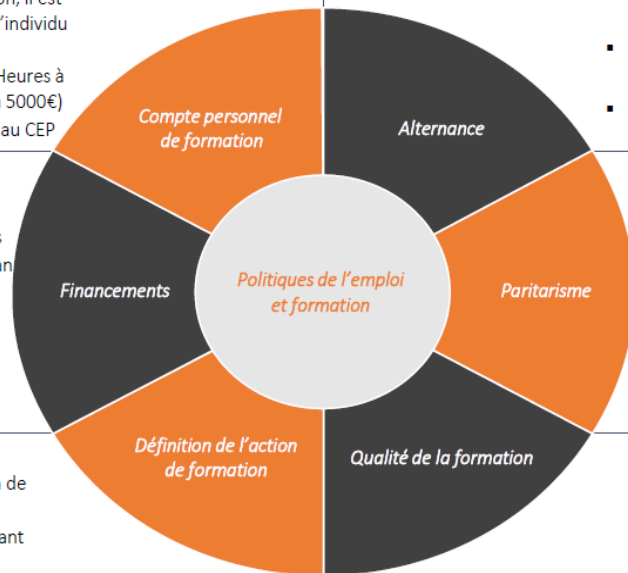 l'individu
Heures à
5000€)
au CEP
Compte personnel
de formation
Alternance
Financements
Politiques de l'emploi
et formation
Paritarisme
Définition de l'action
de formation
Qualité de la formation
de